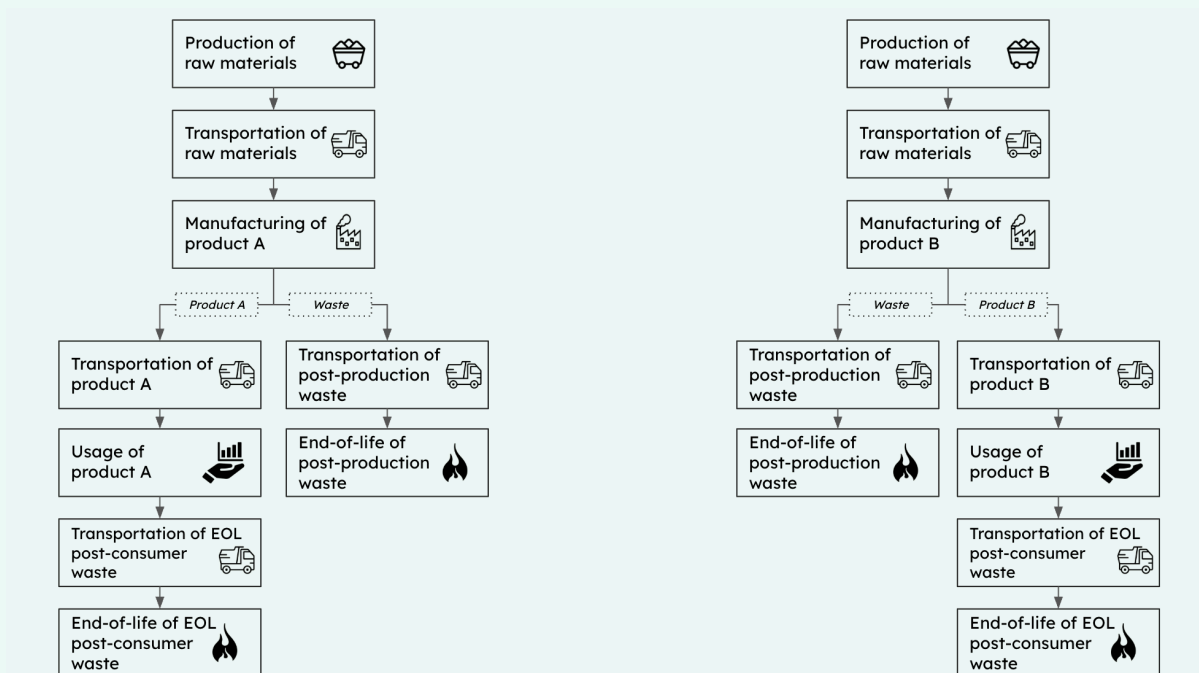 Production of
raw materials
Transportation of
raw materials
Manufacturing of
product A
Product A
Waste
Transportation of
product A
Transportation of
post-production
waste
Usage of
product A
End-of-life of
post-production
waste
Transportation of EOL
post-consumer
waste
End-of-life of EOL
post-consumer
waste
Production of
raw materials
Transportation of
raw materials
Manufacturing of
product B
Waste
Product B
Transportation of
post-production
waste
Transportation of
product B
End-of-life of
post-production
waste
Usage of
product B
Transportation of EOL
post-consumer
waste
End-of-life of EOL
post-consumer
waste